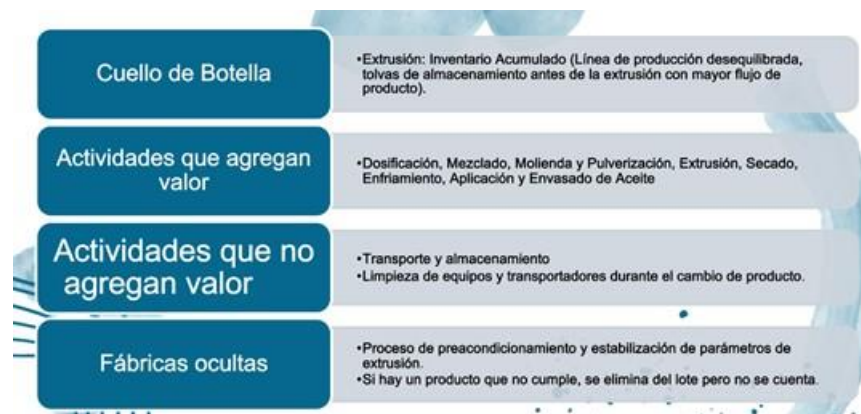 Cuello de Botella
•Extrusión: Inventario Acumulado (Línea de producción desequilibrada,
tolvas de almacenamiento antes de la extrusión con mayor flujo de
producto).
Actividades que agregan
valor
•Dosificación, Mezclado, Molienda y Pulverización, Extrusión, Secado,
Enfriamiento, Aplicación y Envasado de Aceite
Actividades que no
agregan valor
•Transporte y almacenamiento
•Limpieza de equipos y transportadores durante el cambio de producto.
Fábricas ocultas
•Proceso de preacondicionamiento y estabilización de parámetros de
extrusión.
•Si hay un producto que no cumple, se elimina del lote pero no se cuenta.